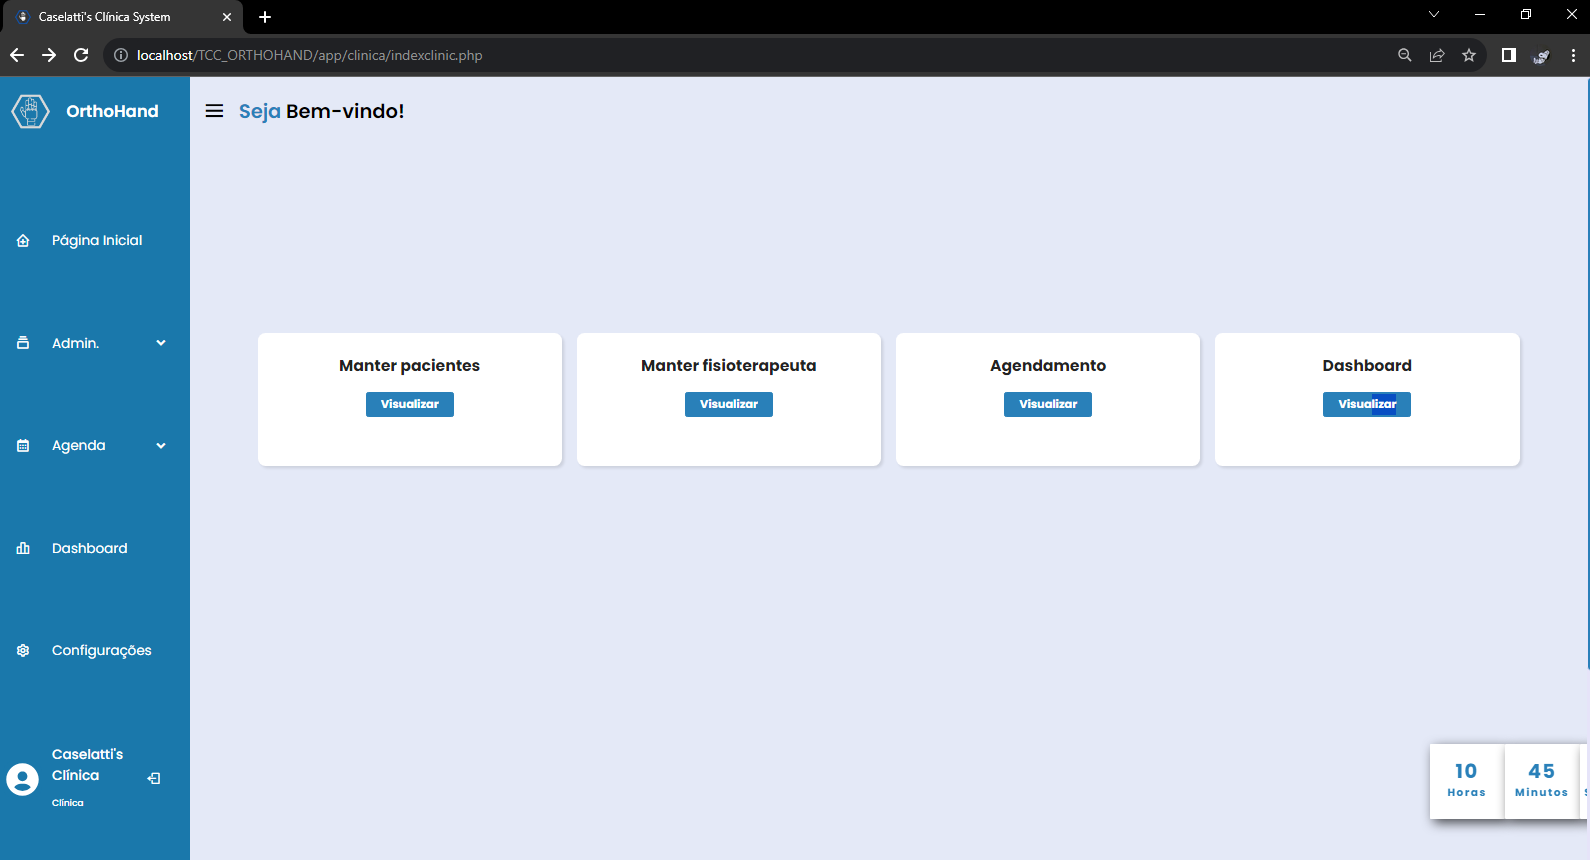 Caselatti's Clínica System
localhost/TCC_ORTHOHAND/app/clinica/indexclinic.php
OrthoHand
Seja Bem-vindo!
Página Inicial
Admin.
Agenda
Dashboard
Configurações
Caselatti's
Clínica
Clínica
Manter pacientes
Visualizar
Manter fisioterapeuta
Visualizar
Agendamento
Visualizar
Dashboard
Visualizar
10
Horas
45
Minutos